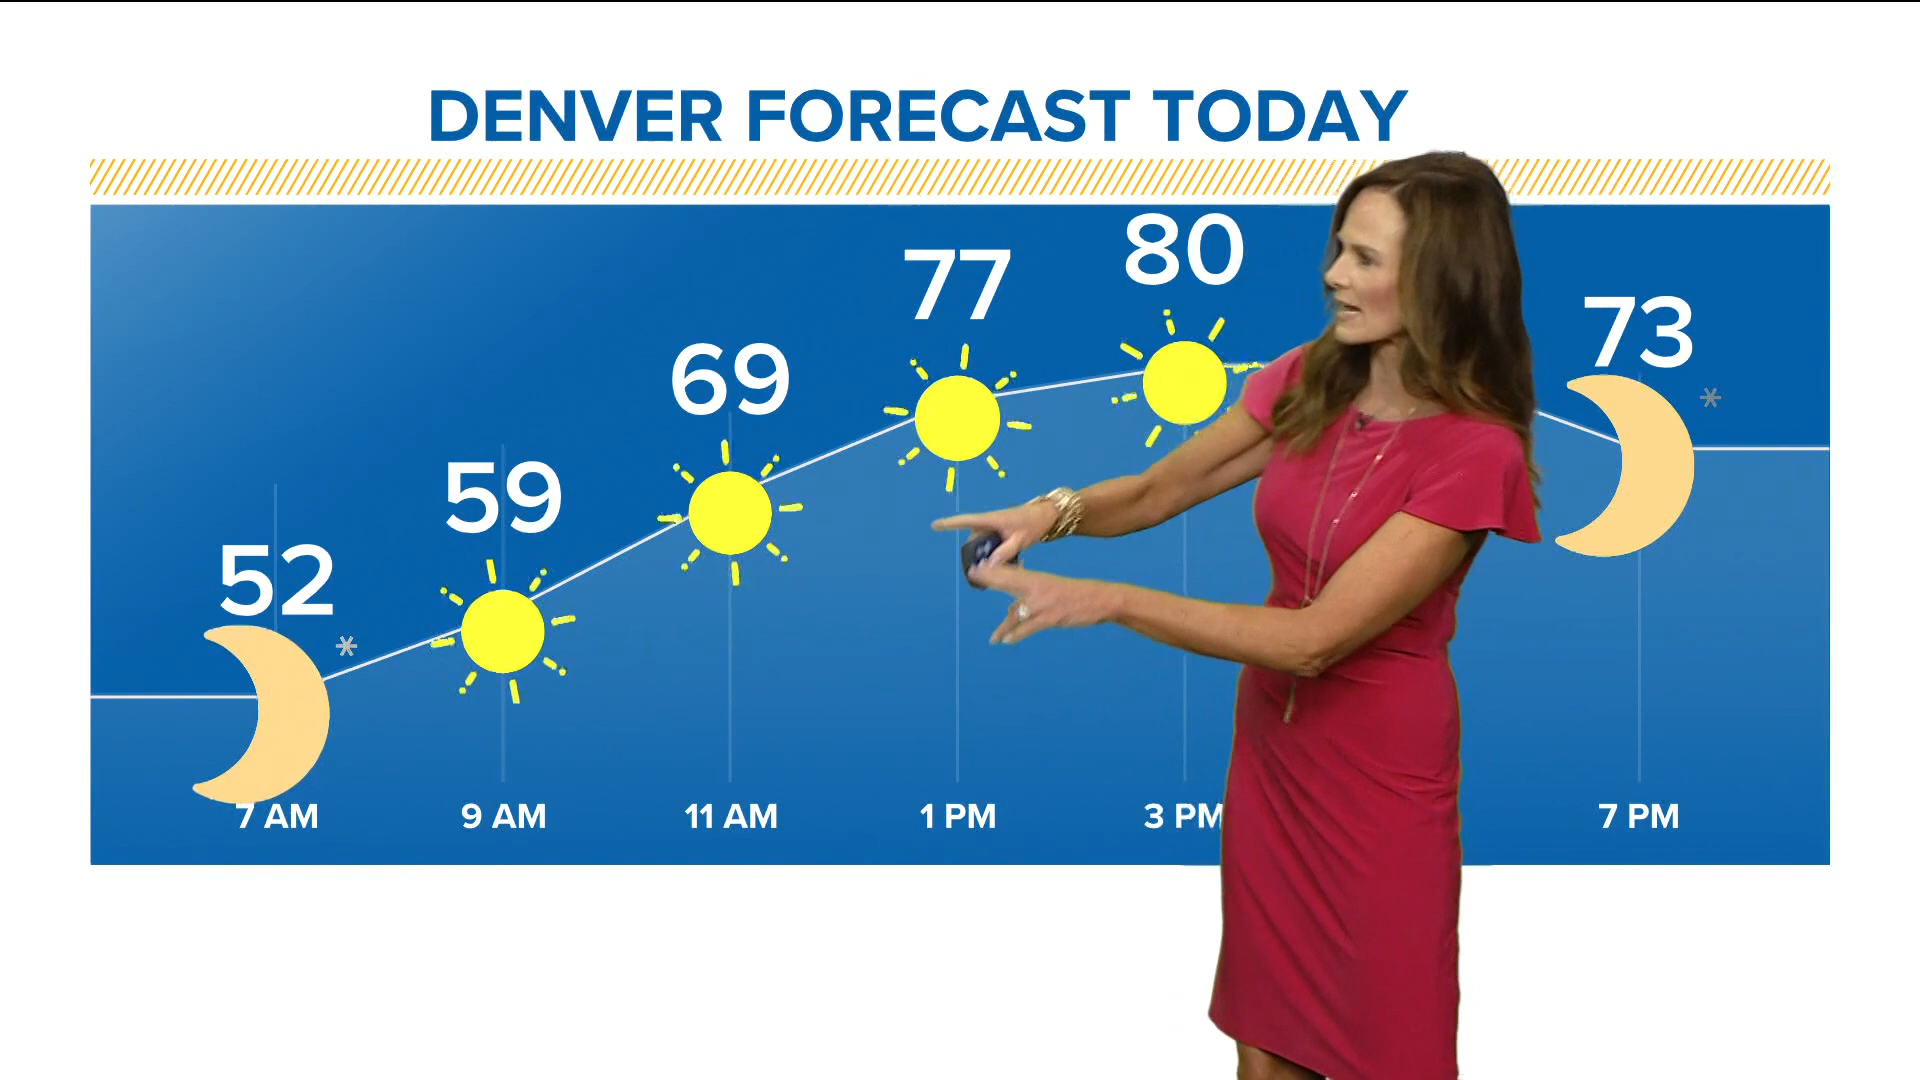 DENVER FORECAST TODAY
52
59
69
77
80
73
7 AM
9 AM
11 AM
1 PM
3 PM
7 PM